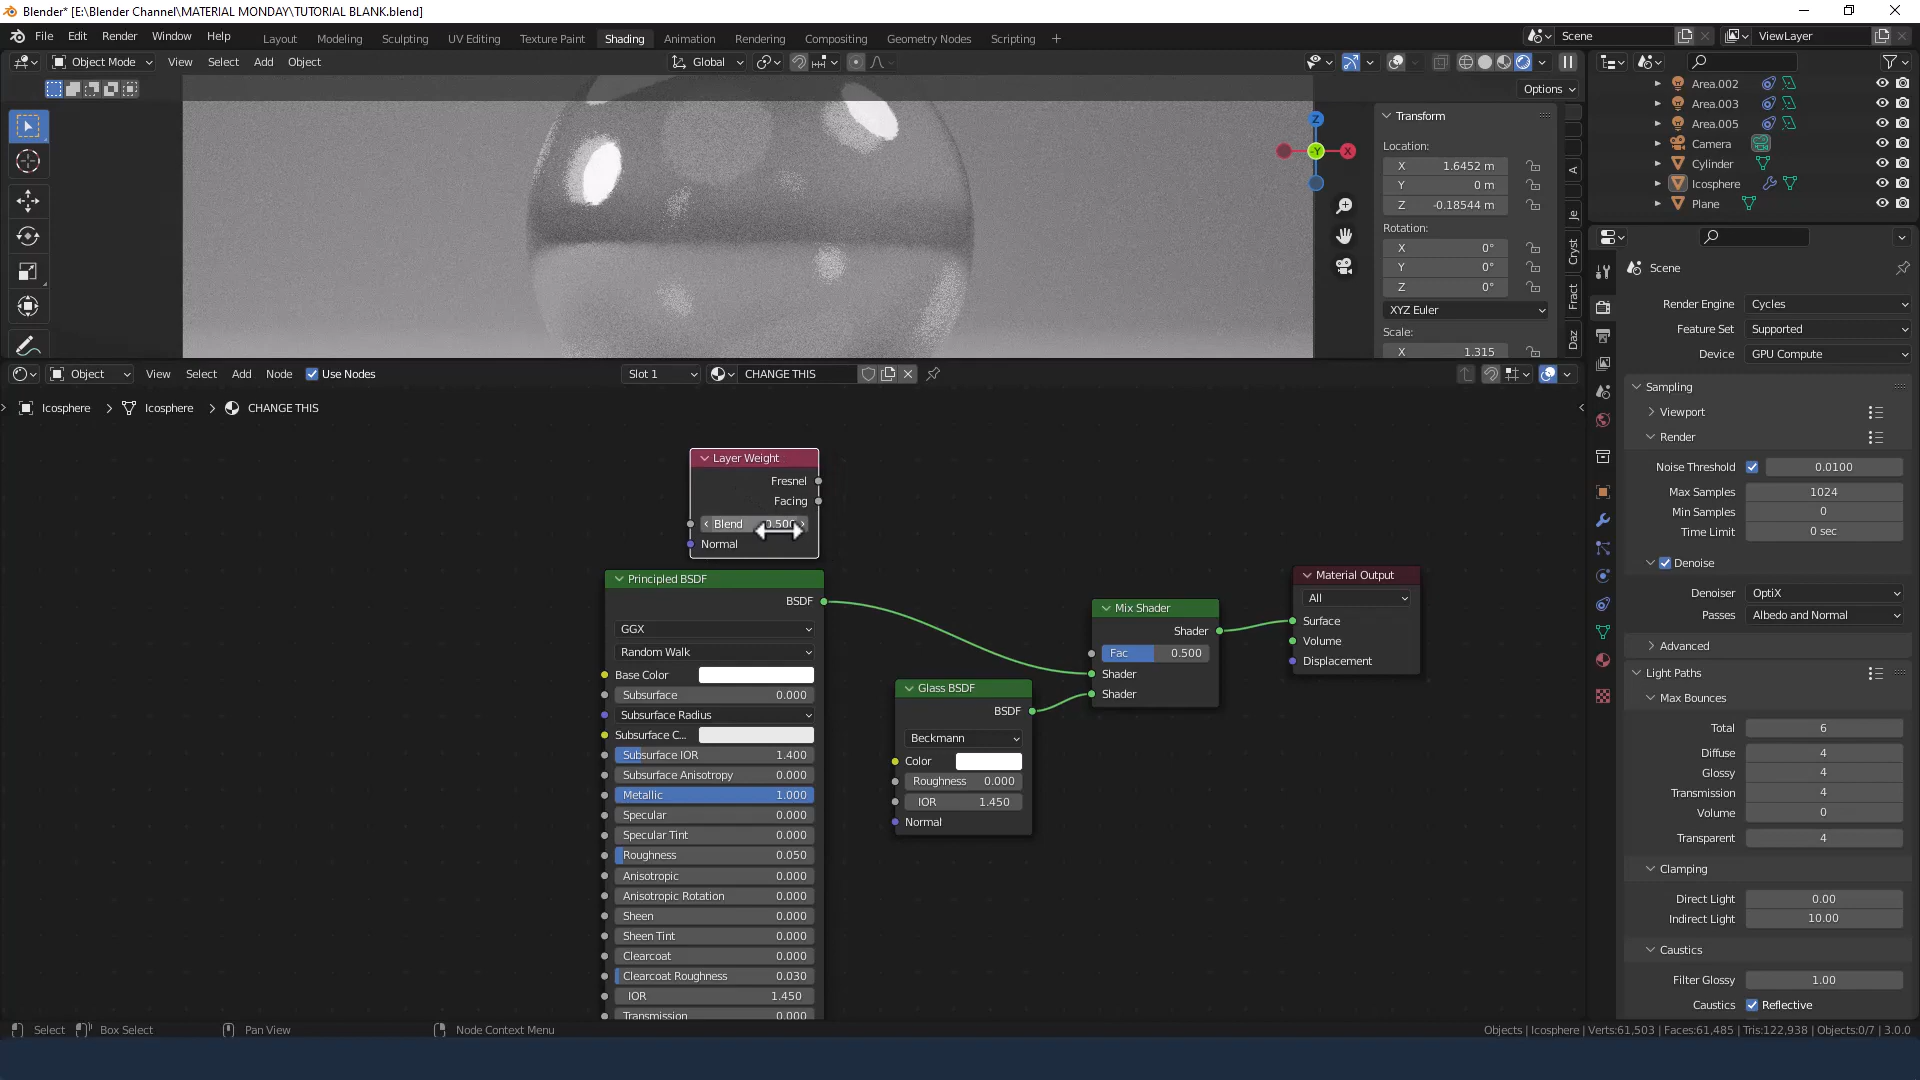 Blender* [E:\Blender Channel\MATERIAL MONDAY\TUTORIAL BLANK.blend]
File Edit Render Window Help
Layout Modeling Sculpting UV Editing Texture Paint Shading Animation Rendering Compositing Geometry Nodes Scripting +
Scene
ViewLayer
Object Mode
View Select Add Object
Global
Options
Transform
Location:
X 1.6452 m
Y 0 m
Z -0.18544 m
Rotation:
X 0°
Y 0°
Z 0°
XYZ Euler
Scale:
X 1.315
Z
-Y
X
A
Je
Cryst
Fract
Daz
Area.002
Area.003
Area.005
Camera
Cylinder
Icosphere
Plane
Object
View Select Add Node Use Nodes
Slot 1
CHANGE THIS
Icosphere > Icosphere > CHANGE THIS
Layer Weight
Fresnel
Facing
Blend 0.500
Normal
Principled BSDF
BSDF
GGX
Random Walk
Base Color
Subsurface 0.000
Subsurface Radius
Subsurface C...
Subsurface IOR 1.400
Subsurface Anisotropy 0.000
Metallic 1.000
Specular 0.000
Specular Tint 0.000
Roughness 0.050
Anisotropic 0.000
Anisotropic Rotation 0.000
Sheen 0.000
Sheen Tint 0.000
Clearcoat 0.000
Clearcoat Roughness 0.030
IOR 1.450
Transmission 0.000
Glass BSDF
BSDF
Beckmann
Color
Roughness 0.000
IOR 1.450
Normal
Mix Shader
Shader
Fac 0.500
Shader
Shader
Material Output
All
Surface
Volume
Displacement
Scene
Render Engine Cycles
Feature Set Supported
Device GPU Compute
Sampling
Viewport
Render
Noise Threshold 0.0100
Max Samples 1024
Min Samples 0
Time Limit 0 sec
Denoise
Denoiser OptiX
Passes Albedo and Normal
Advanced
Light Paths
Max Bounces
Total 6
Diffuse 4
Glossy 4
Transmission 4
Volume 0
Transparent 4
Clamping
Direct Light 0.00
Indirect Light 10.00
Caustics
Filter Glossy 1.00
Caustics Reflective
Select Box Select Pan View Node Context Menu
Objects | Icosphere | Verts:61,503 | Faces:61,485 | Tris:122,938 | Objects:0/7 | 3.0.0